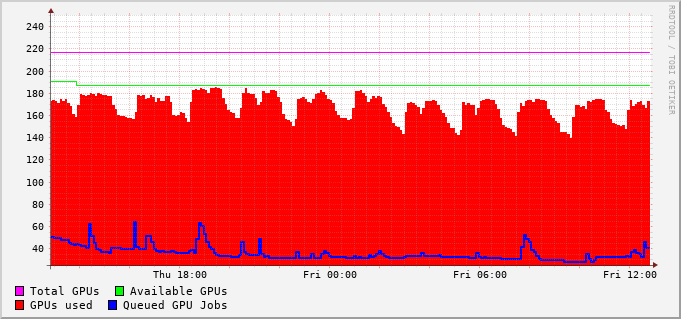 240
220
200
180
160
140
120
100
80
60
40
Thu 18:00 Fri 00:00 Fri 06:00 Fri 12:00
Total GPUs Available GPUs
GPUs used Queued GPU Jobs
RRDTOOL / TOBI OETIKER